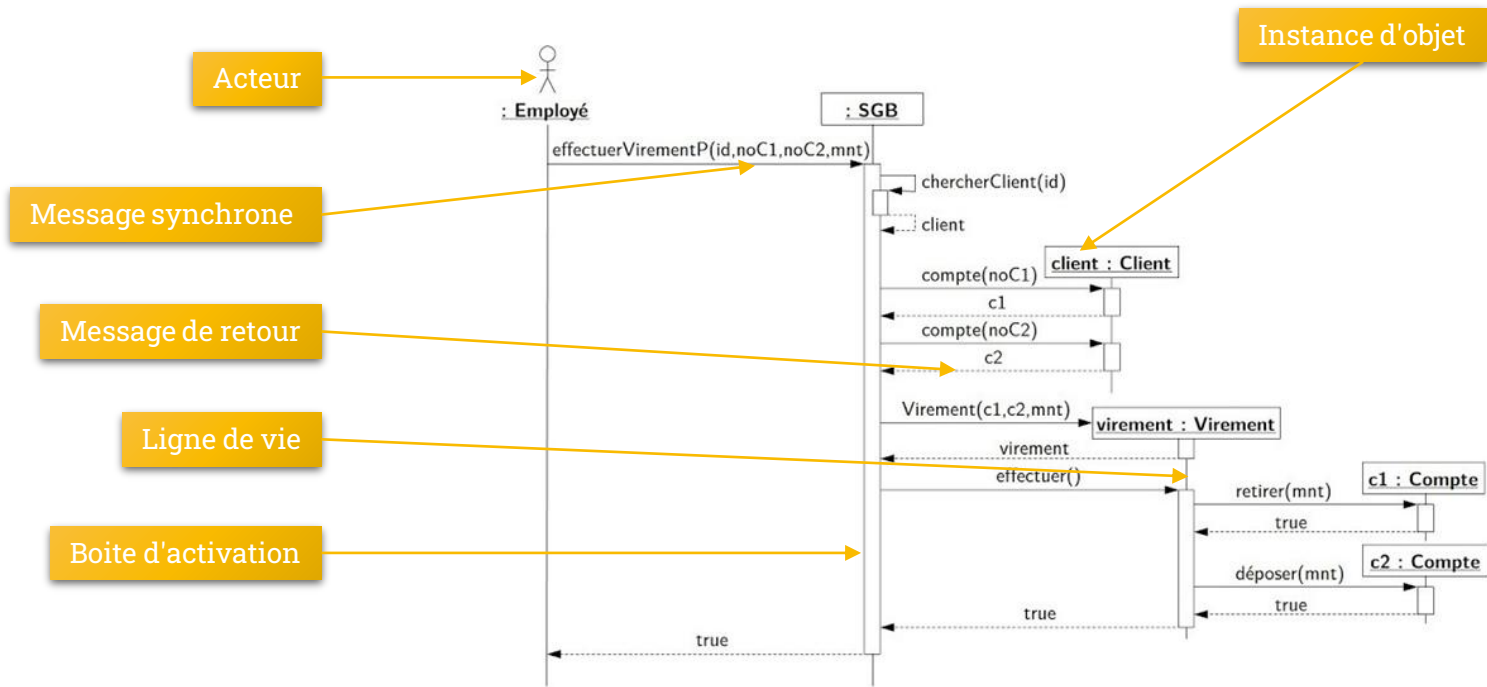 Instance d'objet
Acteur
: Employé
: SGB
effectuerVirementP(id,noC1,noC2,mnt)
chercherClient(id)
Message synchrone
client
client : Client
compte(noC1)
c1
Message de retour
compte(noC2)
c2
Virement(c1,c2,mnt)
virement : Virement
Ligne de vie
virement
effectuer()
c1 : Compte
retirer(mnt)
true
Boite d'activation
c2 : Compte
déposer(mnt)
true
true
true